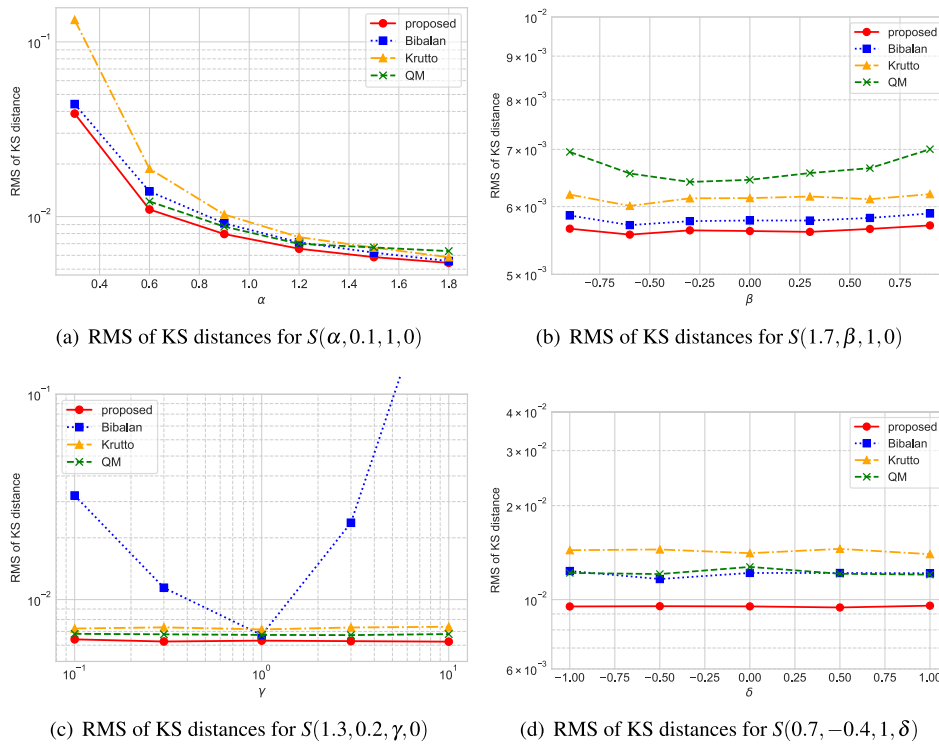 10⁻¹
10⁻²
RMS of KS distance
0.4 0.6 0.8 1.0 1.2 1.4 1.6 1.8
α
proposed
Bibalan
Krutto
QM
(a) RMS of KS distances for S(α,0.1,1,0)
10⁻²
9 × 10⁻³
8 × 10⁻³
7 × 10⁻³
6 × 10⁻³
5 × 10⁻³
RMS of KS distance
−0.75 −0.50 −0.25 0.00 0.25 0.50 0.75
β
proposed
Bibalan
Krutto
QM
(b) RMS of KS distances for S(1.7,β,1,0)
10⁻¹
10⁻²
RMS of KS distance
10⁻¹ 10⁰ 10¹
γ
proposed
Bibalan
Krutto
QM
(c) RMS of KS distances for S(1.3,0.2,γ,0)
4 × 10⁻²
3 × 10⁻²
2 × 10⁻²
10⁻²
6 × 10⁻³
RMS of KS distance
−1.00 −0.75 −0.50 −0.25 0.00 0.25 0.50 0.75 1.00
δ
proposed
Bibalan
Krutto
QM
(d) RMS of KS distances for S(0.7,−0.4,1,δ)